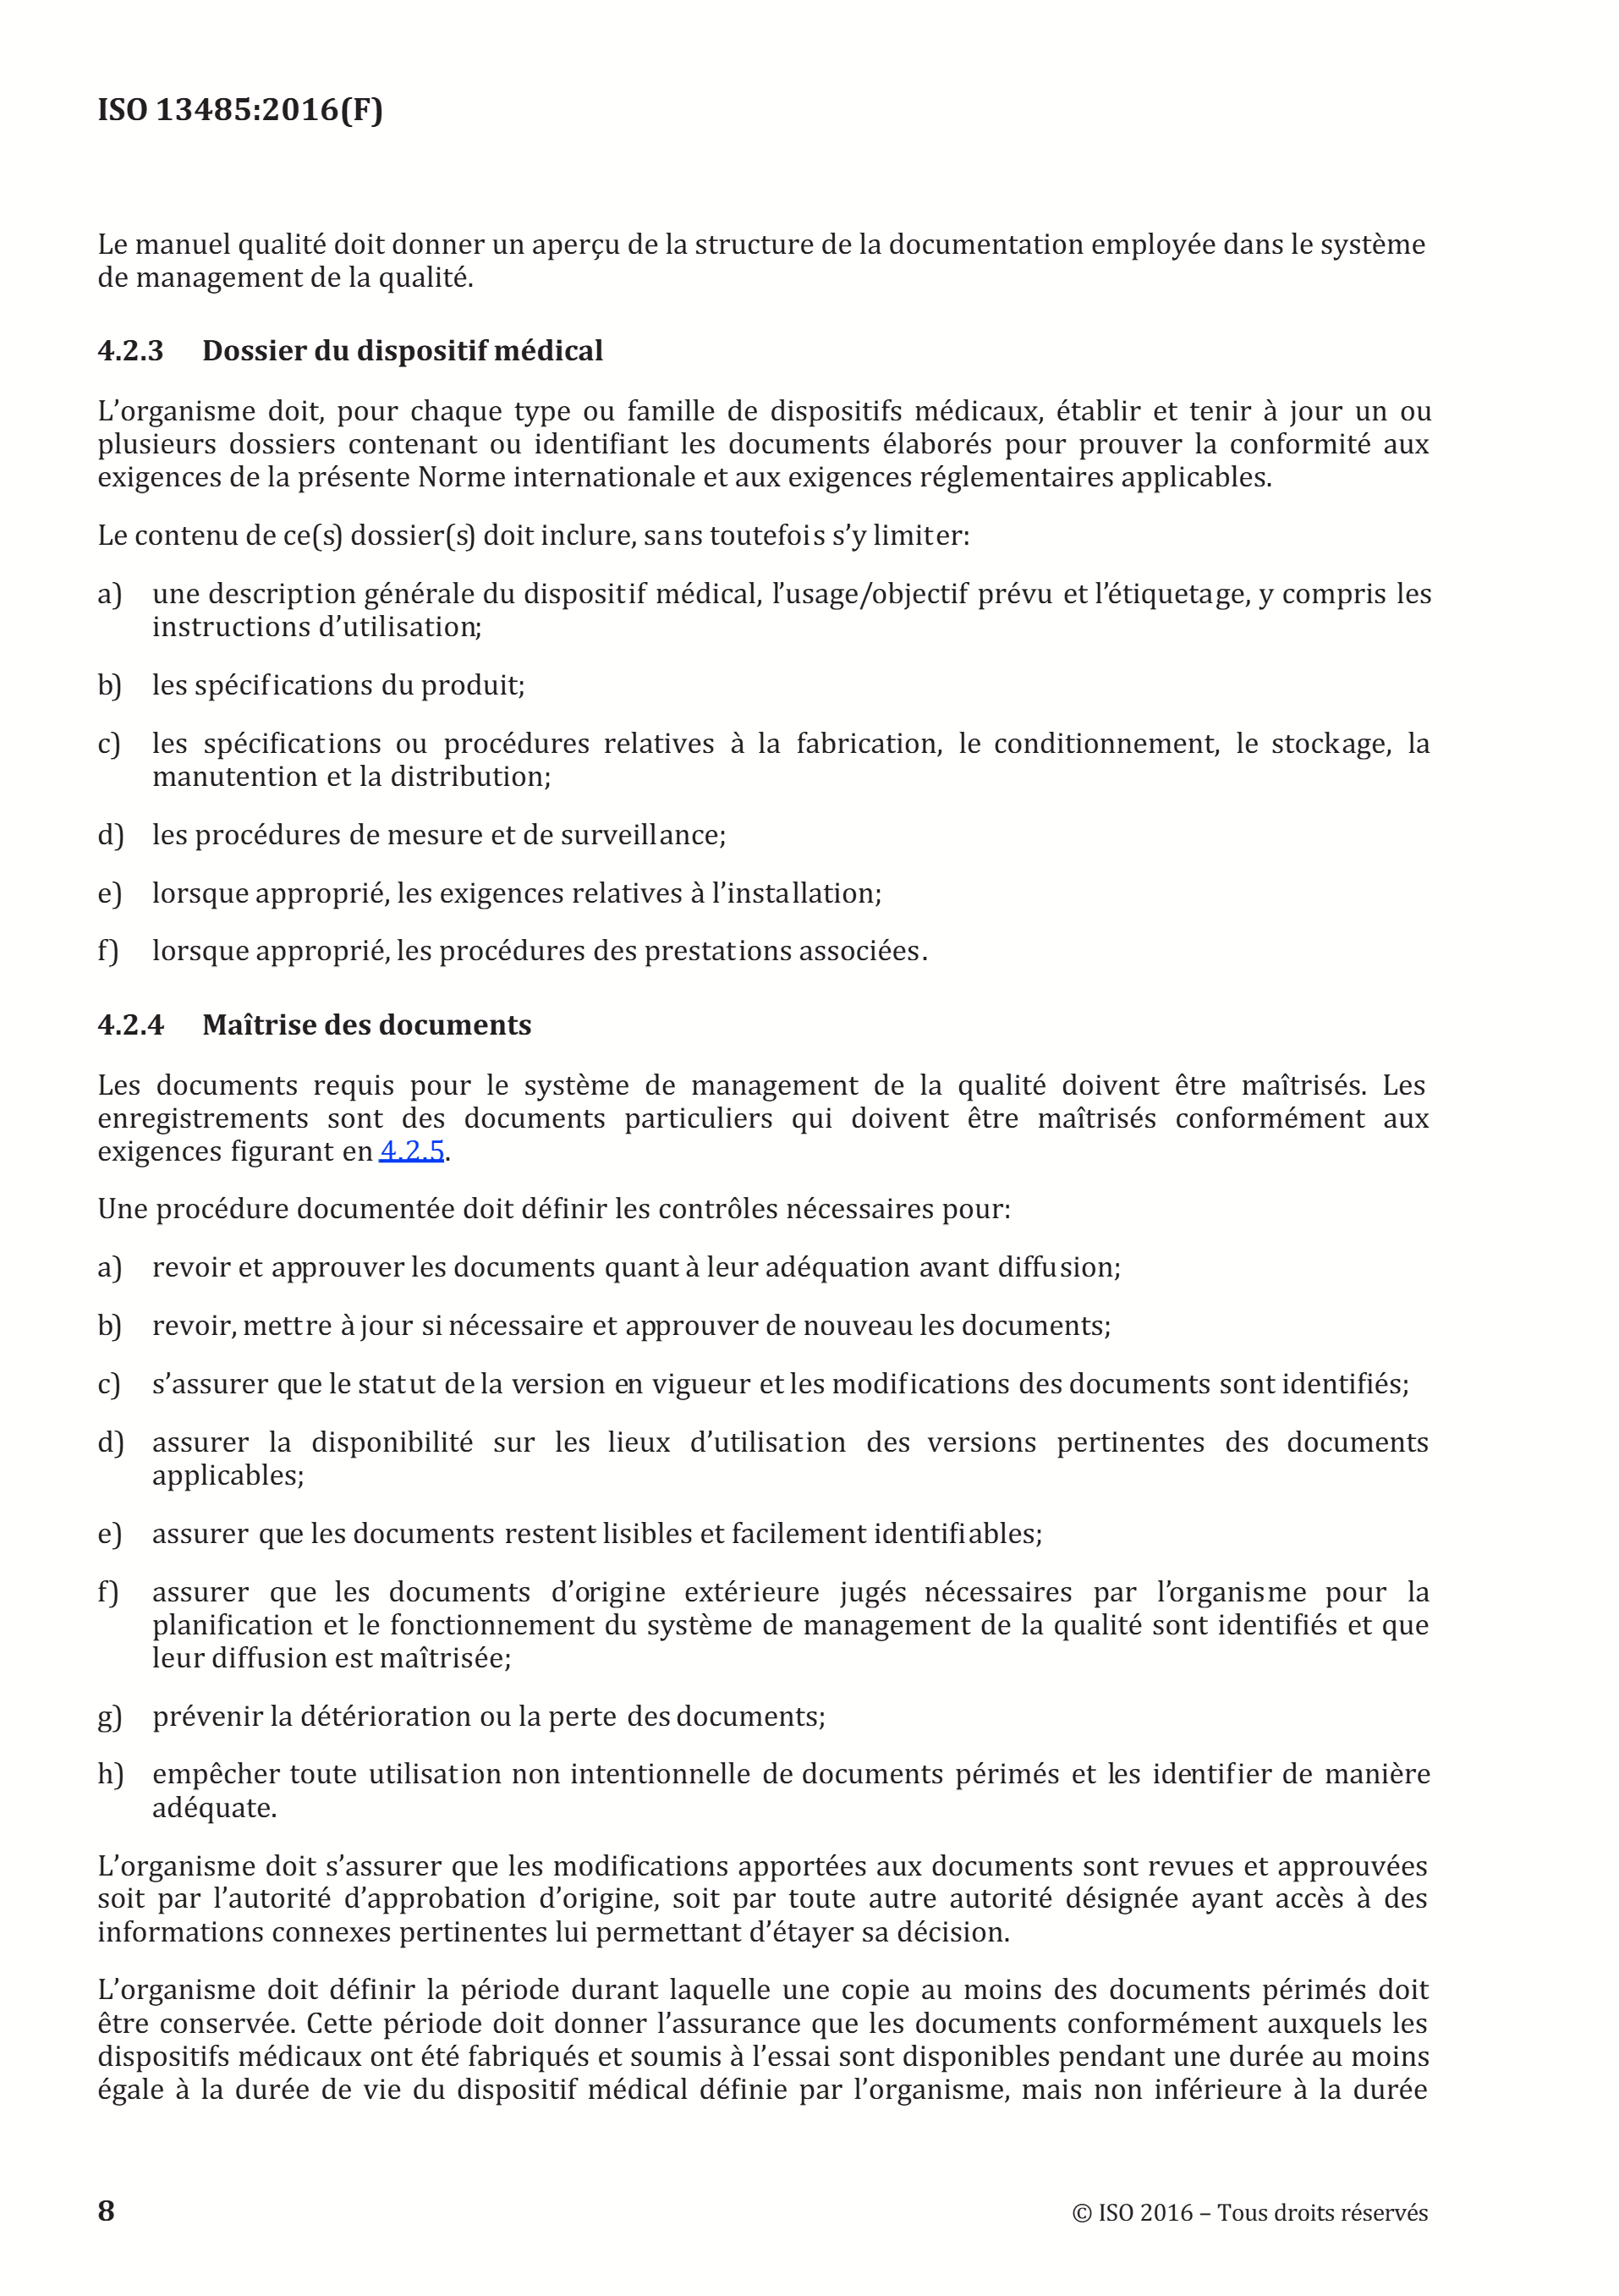 ISO 13485:2016(F)
Le manuel qualité doit donner un aperçu de la structure de la documentation employée dans le système
de management de la qualité.
4.2.3 Dossier du dispositif médical
L’organisme doit, pour chaque type ou famille de dispositifs médicaux, établir et tenir à jour un ou
plusieurs dossiers contenant ou identifiant les documents élaborés pour prouver la conformité aux
exigences de la présente Norme internationale et aux exigences réglementaires applicables.
Le contenu de ce(s) dossier(s) doit inclure, sans toutefois s’y limiter:
a) une description générale du dispositif médical, l’usage/objectif prévu et l’étiquetage, y compris les
instructions d’utilisation;
b) les spécifications du produit;
c) les spécifications ou procédures relatives à la fabrication, le conditionnement, le stockage, la
manutention et la distribution;
d) les procédures de mesure et de surveillance;
e) lorsque approprié, les exigences relatives à l’installation;
f) lorsque approprié, les procédures des prestations associées.
4.2.4 Maîtrise des documents
Les documents requis pour le système de management de la qualité doivent être maîtrisés. Les
enregistrements sont des documents particuliers qui doivent être maîtrisés conformément aux
exigences figurant en 4.2.5.
Une procédure documentée doit définir les contrôles nécessaires pour:
a) revoir et approuver les documents quant à leur adéquation avant diffusion;
b) revoir, mettre à jour si nécessaire et approuver de nouveau les documents;
c) s’assurer que le statut de la version en vigueur et les modifications des documents sont identifiés;
d) assurer la disponibilité sur les lieux d’utilisation des versions pertinentes des documents
applicables;
e) assurer que les documents restent lisibles et facilement identifiables;
f) assurer que les documents d’origine extérieure jugés nécessaires par l’organisme pour la
planification et le fonctionnement du système de management de la qualité sont identifiés et que
leur diffusion est maîtrisée;
g) prévenir la détérioration ou la perte des documents;
h) empêcher toute utilisation non intentionnelle de documents périmés et les identifier de manière
adéquate.
L’organisme doit s’assurer que les modifications apportées aux documents sont revues et approuvées
soit par l’autorité d’approbation d’origine, soit par toute autre autorité désignée ayant accès à des
informations connexes pertinentes lui permettant d’étayer sa décision.
L’organisme doit définir la période durant laquelle une copie au moins des documents périmés doit
être conservée. Cette période doit donner l’assurance que les documents conformément auxquels les
dispositifs médicaux ont été fabriqués et soumis à l’essai sont disponibles pendant une durée au moins
égale à la durée de vie du dispositif médical définie par l’organisme, mais non inférieure à la durée
8 © ISO 2016 – Tous droits réservés